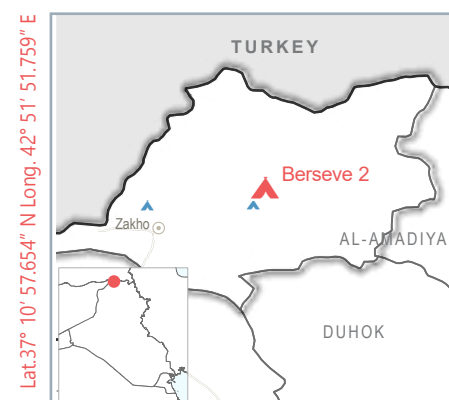 Lat.37° 10’ 57.654” N Long. 42° 51’ 51.759” E
TURKEY
Berseve 2
Zakho
AL-AMADIYA
DUHOK